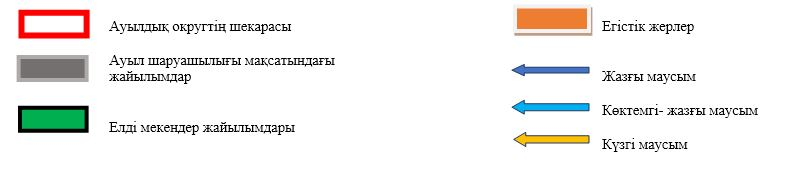 Ауылдық округтің шекарасы
Ауыл шаруашылығы мақсатындағы
жайылымдар
Елді мекендер жайылымдары
Егістік жерлер
Жазғы маусым
Көктемгі- жазғы маусым
Күзгі маусым